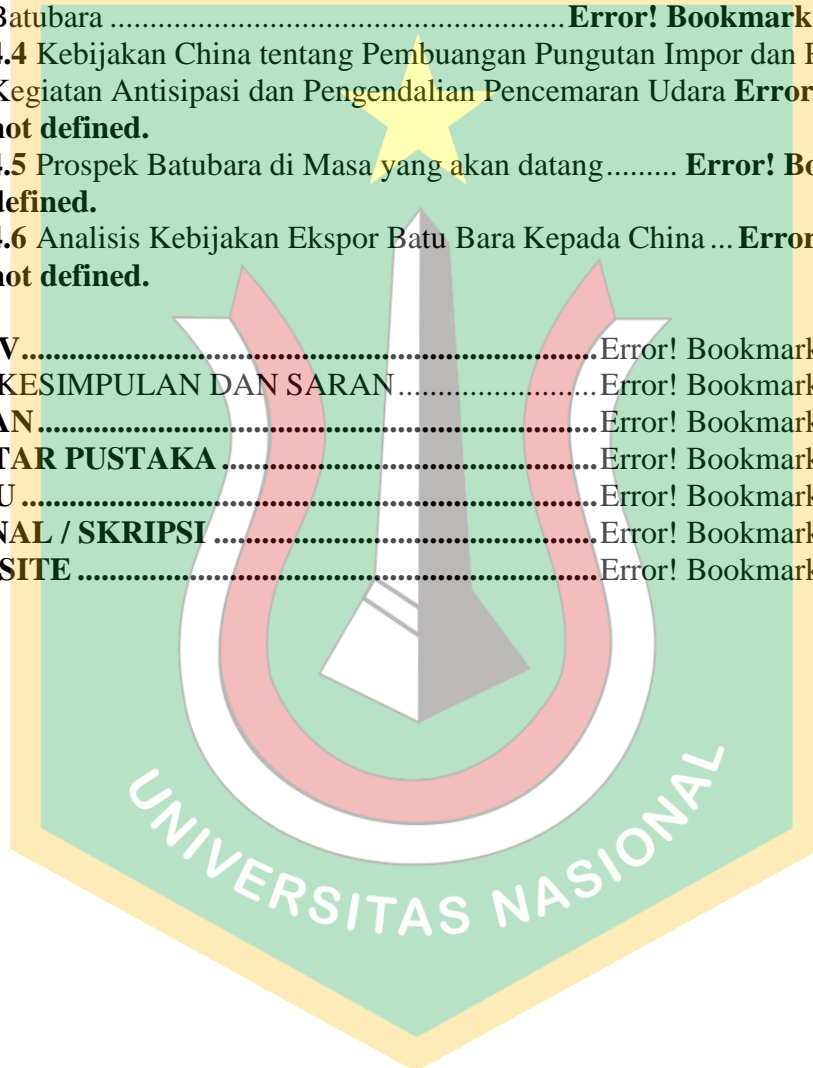 Batubara ............................................................Error! Bookmark
4.4 Kebijakan China tentang Pembuangan Pungutan Impor dan
Kegiatan Antisipasi dan Pengendalian Pencemaran Udara Error
not defined.
4.5 Prospek Batubara di Masa yang akan datang......... Error! Bo
defined.
4.6 Analisis Kebijakan Ekspor Batu Bara Kepada China ... Error
not defined.
V.........................................................................Error! Bookmark
KESIMPULAN DAN SARAN.........................Error! Bookmark
AN.......................................................................Error! Bookmark
TAR PUSTAKA ................................................Error! Bookmark
U .........................................................................Error! Bookmark
NAL / SKRIPSI .................................................Error! Bookmark
SITE ..................................................................Error! Bookmark
UNIVERSITAS NASIONAL